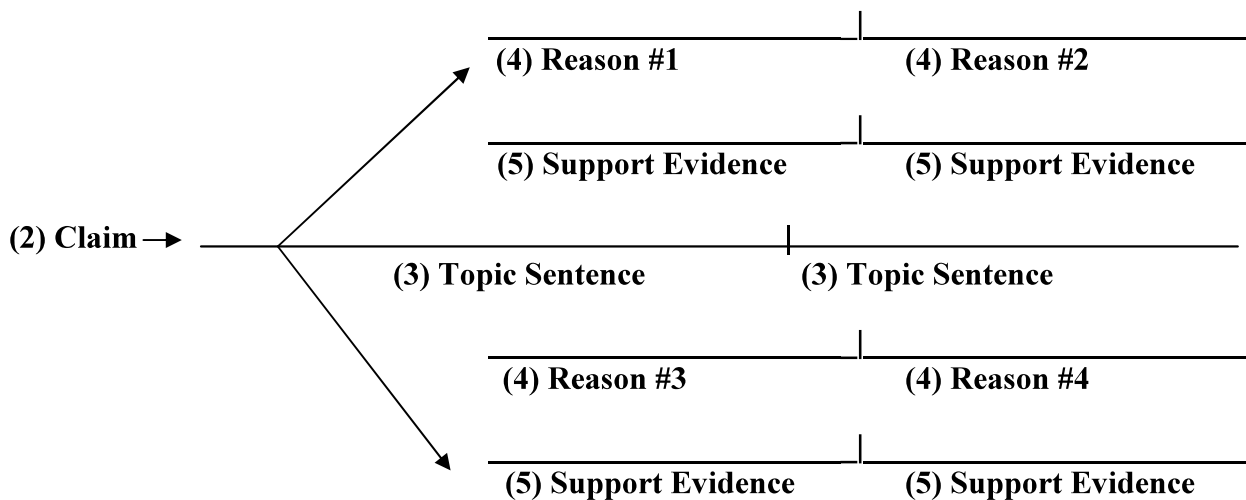 (4) Reason #1 (4) Reason #2
(5) Support Evidence (5) Support Evidence
(2) Claim
(3) Topic Sentence (3) Topic Sentence
(4) Reason #3 (4) Reason #4
(5) Support Evidence (5) Support Evidence